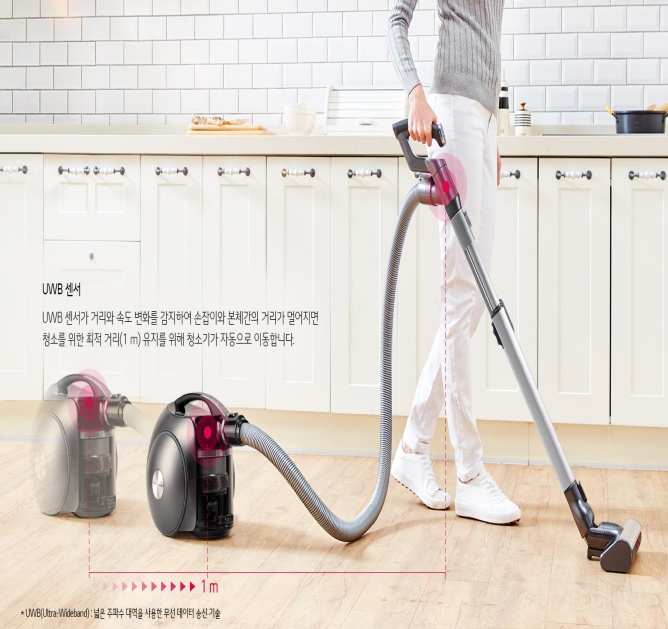 UWB 센서
UWB 센서가 거리와 속도 변화를 감지하여 손잡이와 본체간의 거리가 멀어지면
청소를 위한 최적 거리(1 m) 유지를 위해 청소기가 자동으로 이동합니다.
1 m
* UWB(Ultra-Wideband) : 넓은 주파수 대역을 사용한 무선 데이터 송신 기술